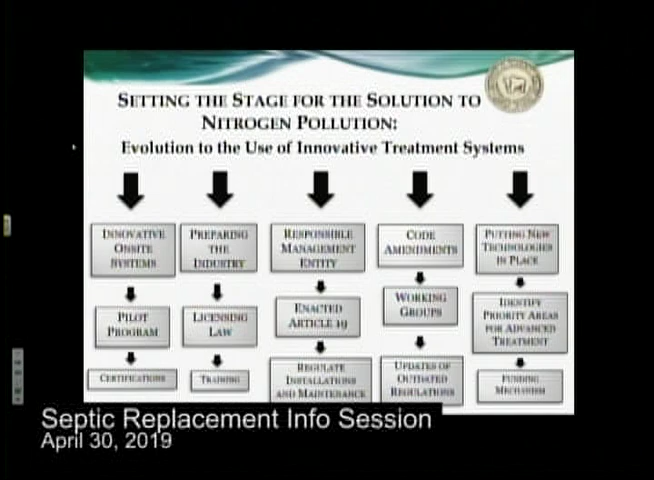 SETTING THE STAGE FOR THE SOLUTION TO
NITROGEN POLLUTION:
Evolution to the Use of Innovative Treatment Systems
INNOVATIVE
ONSITE
SYSTEMS
PREPARING
THE
INDUSTRY
RESPONSIBLE
MANAGEMENT
ENTITY
CODE
AMENDMENTS
PUTTING NEW
TECHNOLOGIES
IN PLACE
PILOT
PROGRAM
LICENSING
LAW
ENACTED
ARTICLE 19
WORKING
GROUPS
IDENTIFY
PRIORITY AREAS
FOR ADVANCED
TREATMENT
CERTIFICATIONS
TRAINING
REGULATE
INSTALLATIONS
AND MAINTENANCE
UPDATES OF
OUTDATED
REGULATIONS
FUNDING
MECHANISM
Septic Replacement Info Session
April 30, 2019